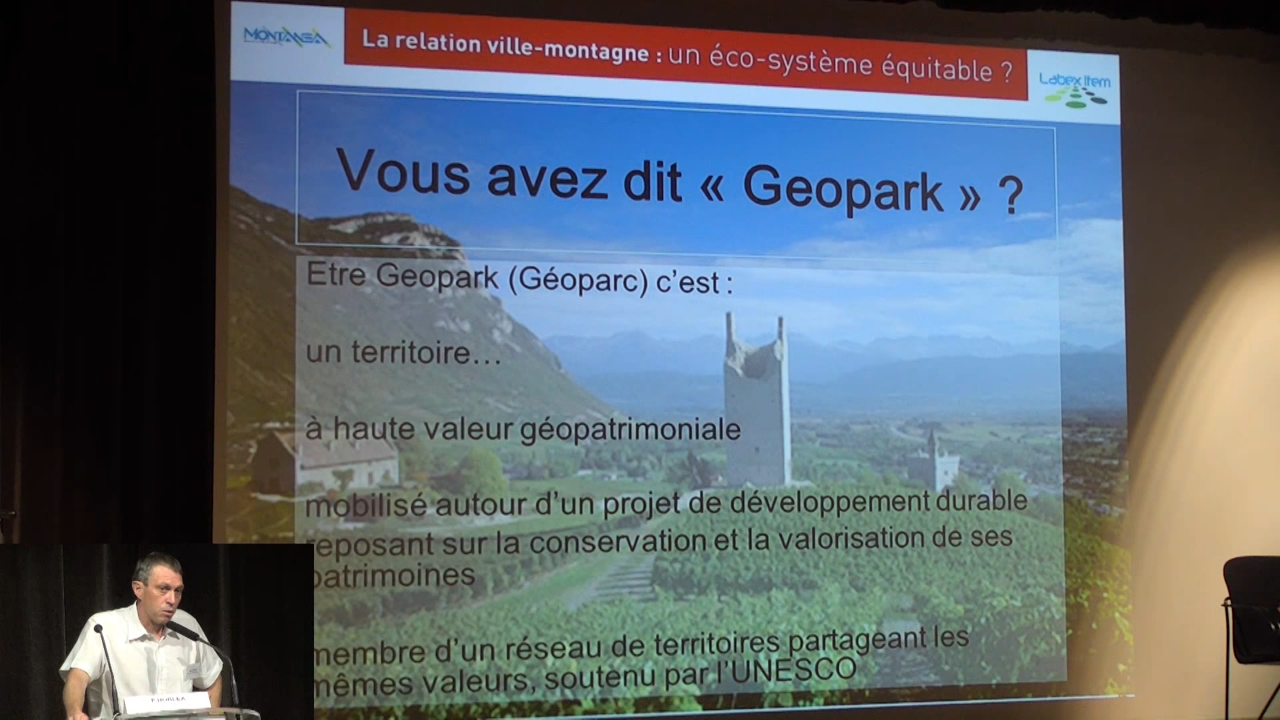 MONTANEA
La relation ville-montagne : un éco-système équitable ?
Labex Item
Vous avez dit « Geopark » ?
Etre Geopark (Géoparc) c'est :
un territoire…
à haute valeur géopatrimoniale
mobilisé autour d'un projet de développement durable
reposant sur la conservation et la valorisation de ses
patrimoines
membre d'un réseau de territoires partageant les
mêmes valeurs, soutenu par l'UNESCO